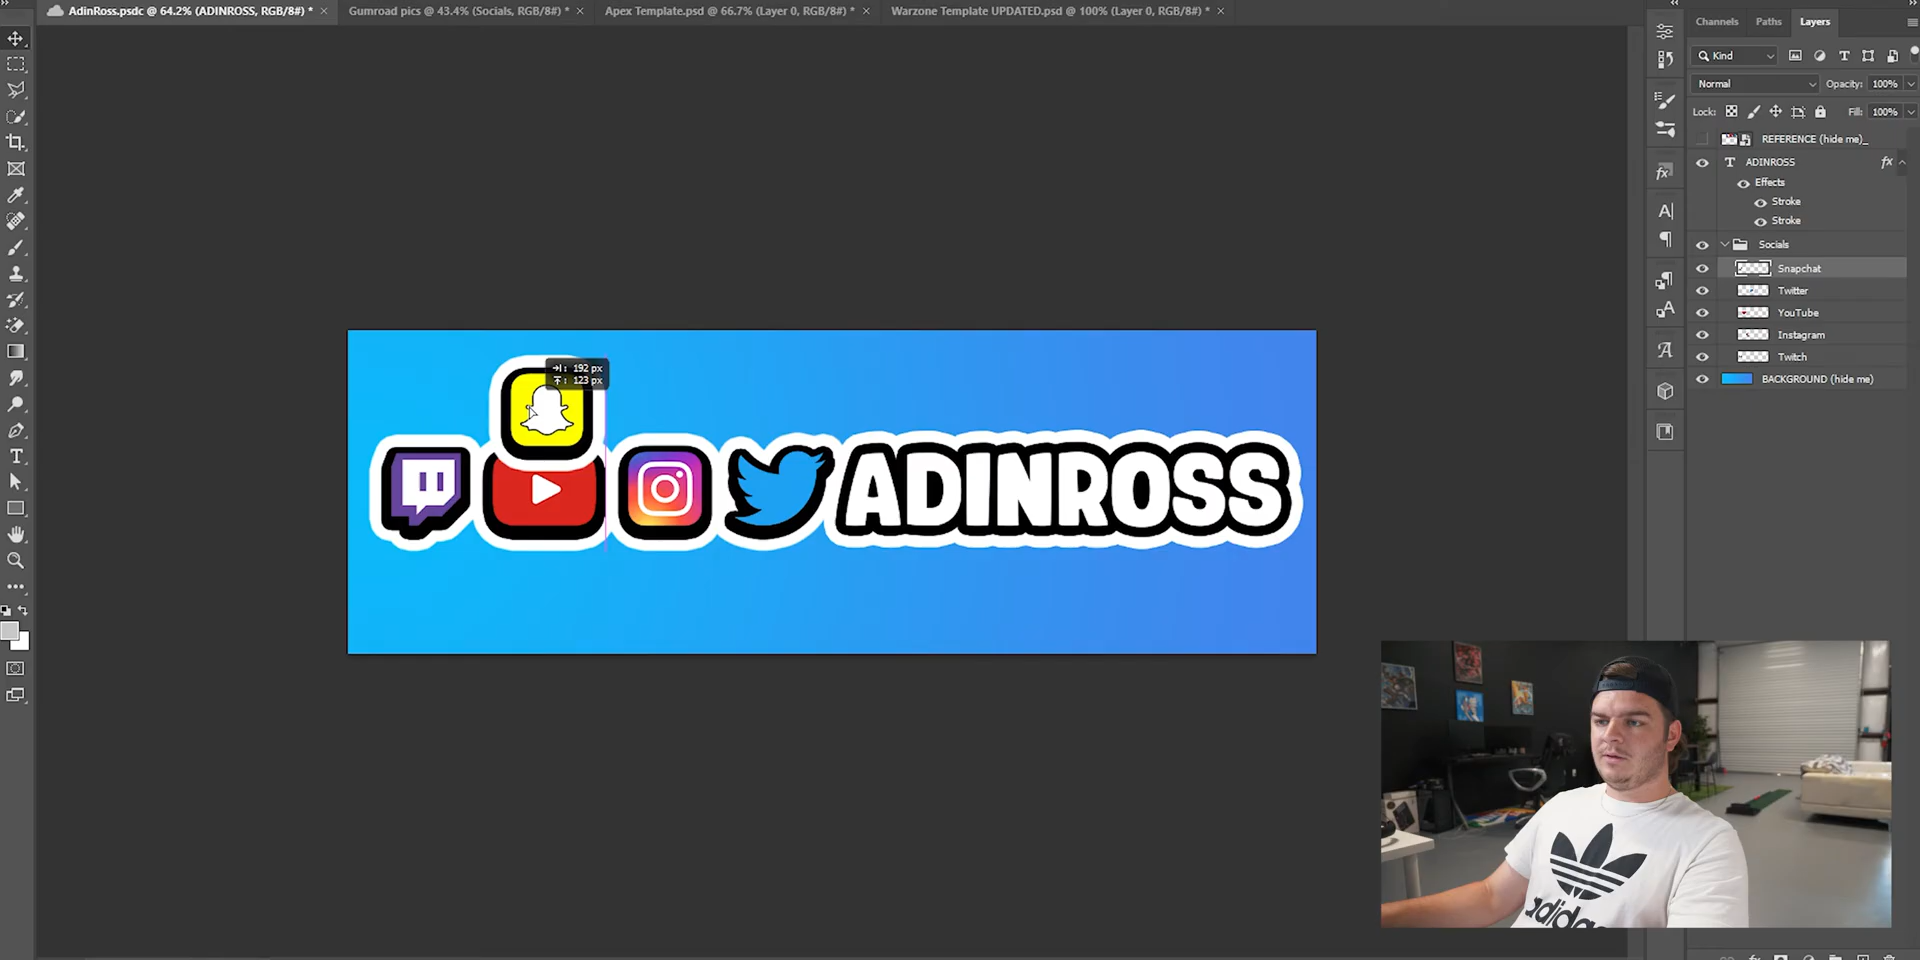 AdinRoss.psdc @ 64.2% (ADINROSS, RGB/8#) *
Gumroad pics @ 43.4% (Socials, RGB/8#) *
Apex Template.psd @ 66.7% (Layer 0, RGB/8#) *
Warzone Template UPDATED.psd @ 100% (Layer 0, RGB/8#) *
Channels
Paths
Layers
Kind
Normal
Opacity: 100%
Lock:
Fill: 100%
REFERENCE (hide me)_
ADINROSS
Effects
Stroke
Stroke
Socials
Snapchat
Twitter
YouTube
Instagram
Twitch
BACKGROUND (hide me)
192 px
123 px
ADINROSS
adidas